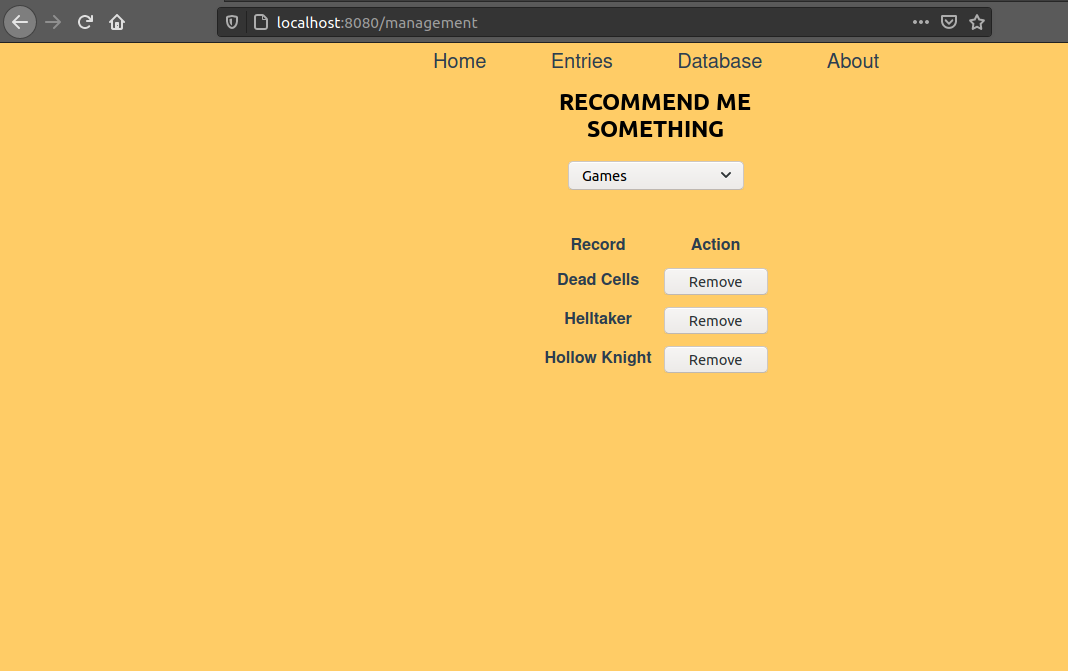 localhost:8080/management
Home Entries Database About
RECOMMEND ME
SOMETHING
Games
Record Action
Dead Cells Remove
Helltaker Remove
Hollow Knight Remove